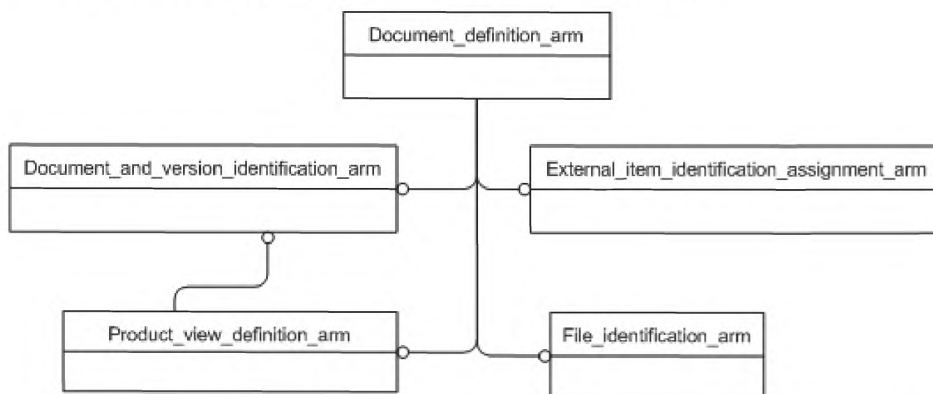 Document_definition_arm
Document_and_version_identification_arm
External_item_identification_assignment_arm
Product_view_definition_arm
File_identification_arm